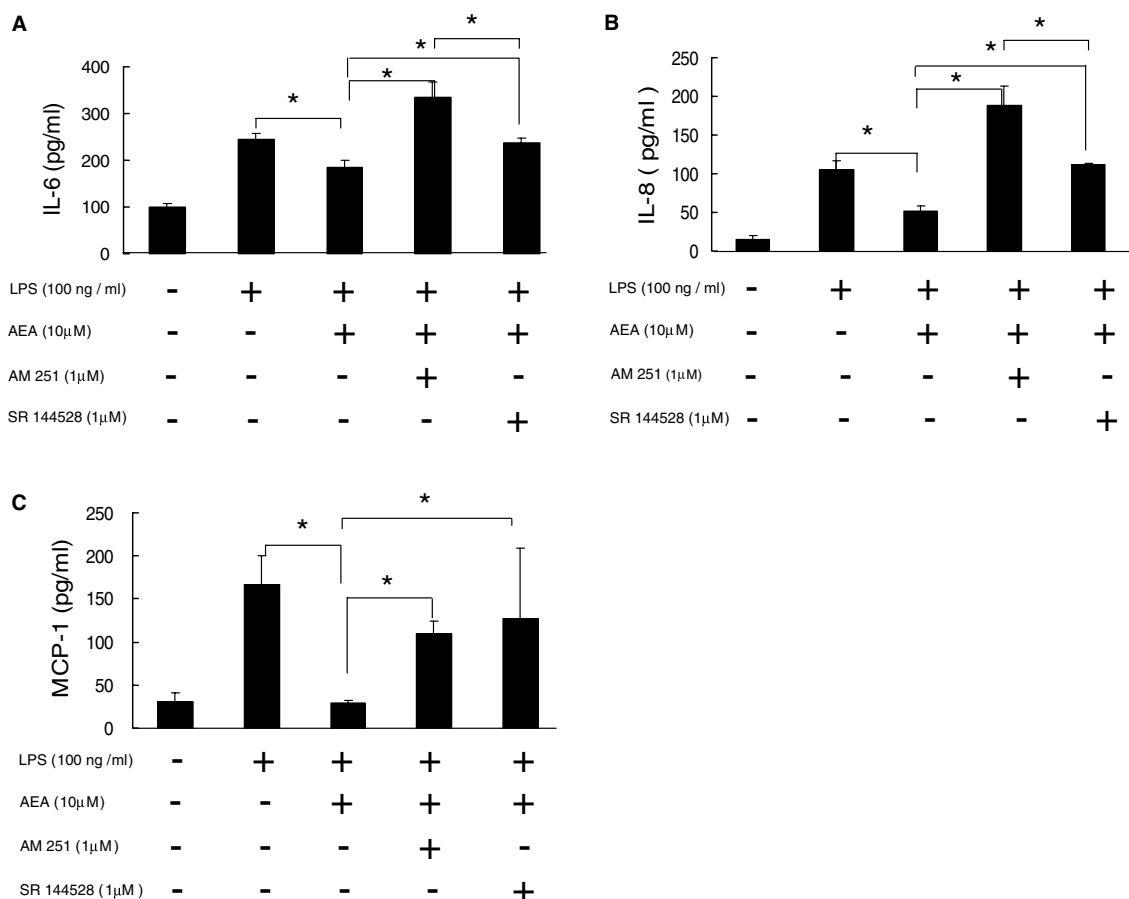 A
*
*
*
*
IL-6 (pg/ml)
400
300
200
100
0
LPS (100 ng / ml) - + + + +
AEA (10µM) - - + + +
AM 251 (1µM) - - - + -
SR 144528 (1µM) - - - - +
B
*
*
*
*
IL-8 ( pg/ml )
250
200
150
100
50
0
LPS (100 ng / ml) - + + + +
AEA (10µM) - - + + +
AM 251 (1µM) - - - + -
SR 144528 (1µM) - - - - +
C
*
*
*
MCP-1 (pg/ml)
250
200
150
100
50
0
LPS (100 ng /ml) - + + + +
AEA (10µM) - - + + +
AM 251 (1µM) - - - + -
SR 144528 (1µM ) - - - - +